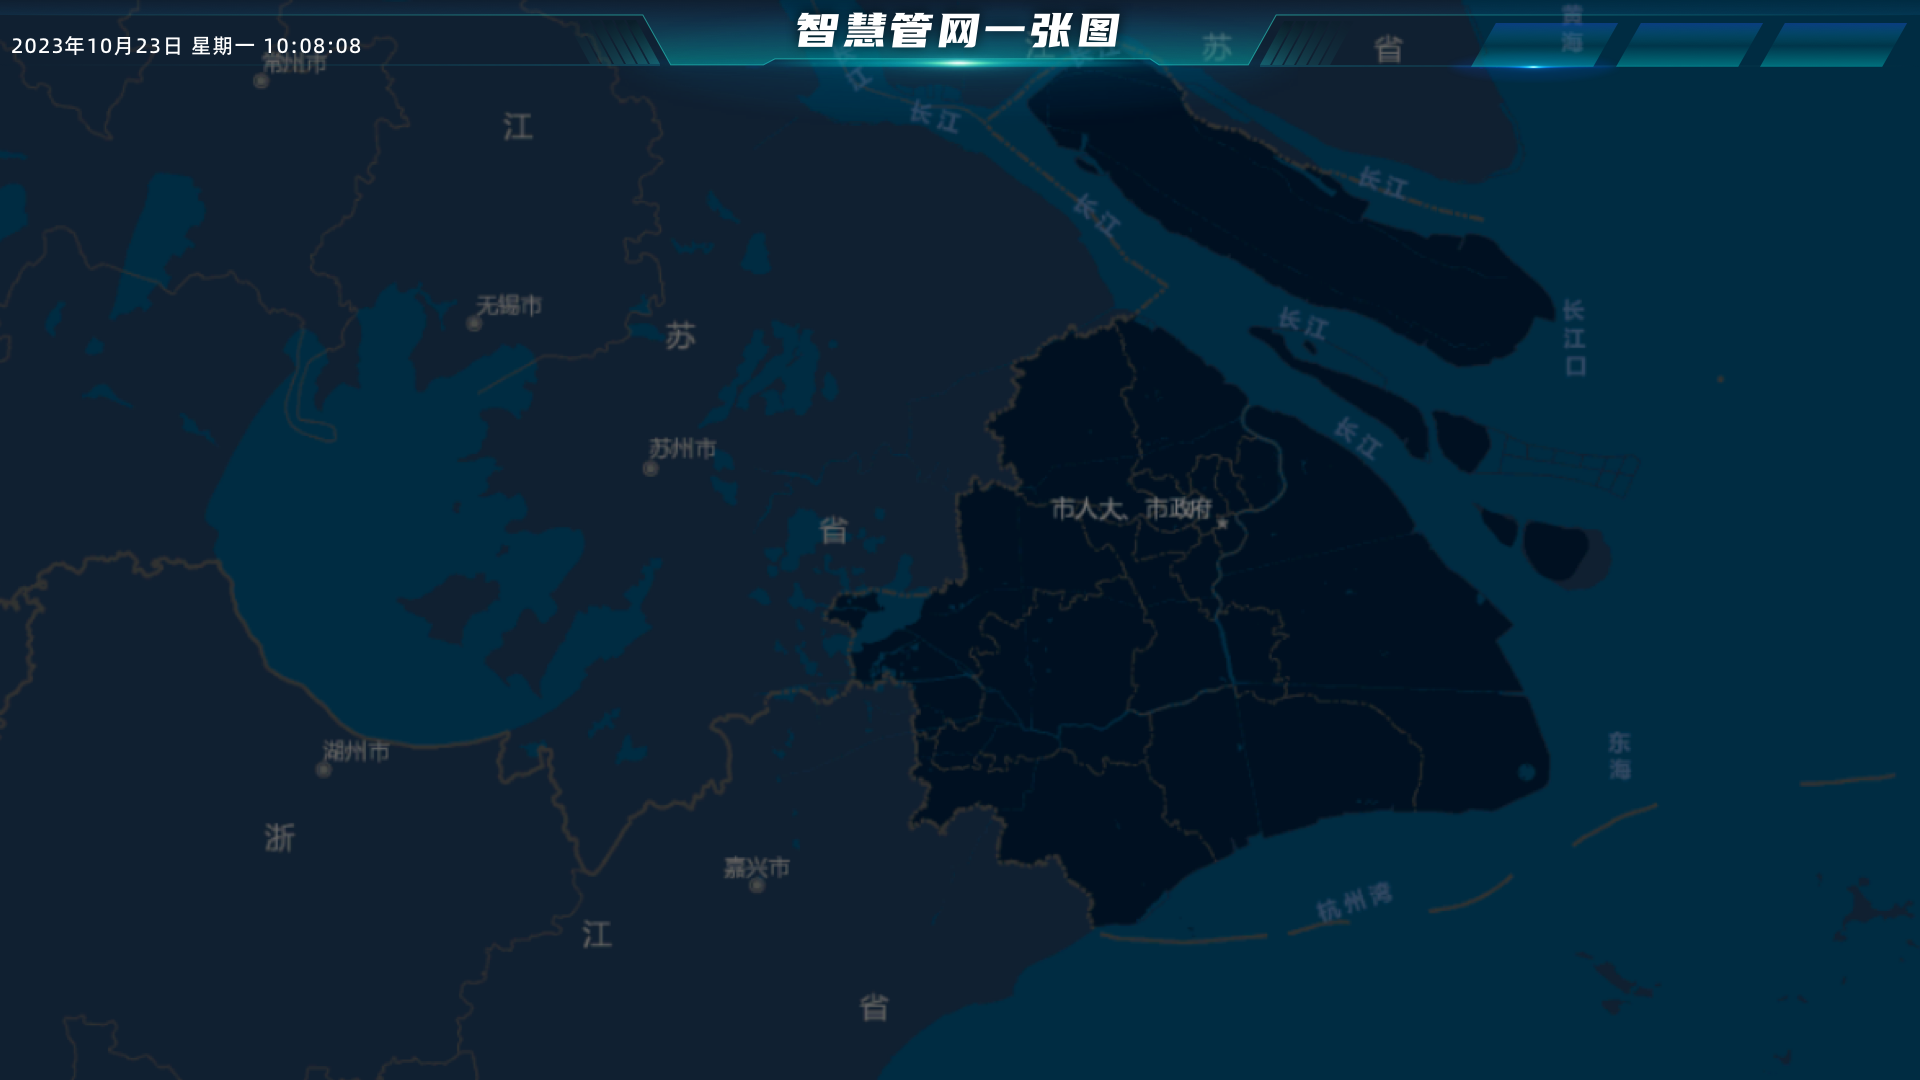 智慧管网一张图
2023年10月23日 星期一 10:08:08
黄海
江
苏
省
常州市
长江
江
长江
长江
无锡市
长江
长江口
苏
苏州市
长江
市人大、市政府
省
湖州市
东海
浙
嘉兴市
杭州湾
江
省